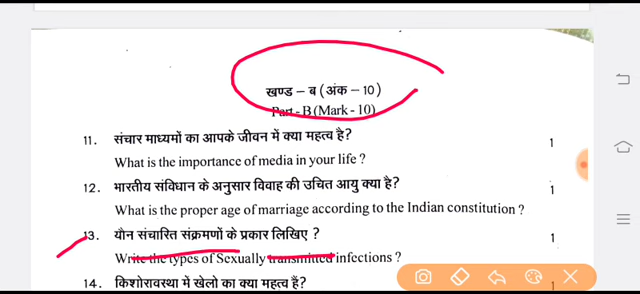 खण्ड – ब (अंक – 10)
Part - B (Mark - 10)
11. संचार माध्यमों का आपके जीवन में क्या महत्व है? 1
What is the importance of media in your life ?
12. भारतीय संविधान के अनुसार विवाह की उचित आयु क्या है? 1
What is the proper age of marriage according to the Indian constitution ?
13. यौन संचारित संक्रमणों के प्रकार लिखिए ? 1
Write the types of Sexually transmitted infections ?
14. किशोरावस्था में खेलो का क्या महत्व है? 1